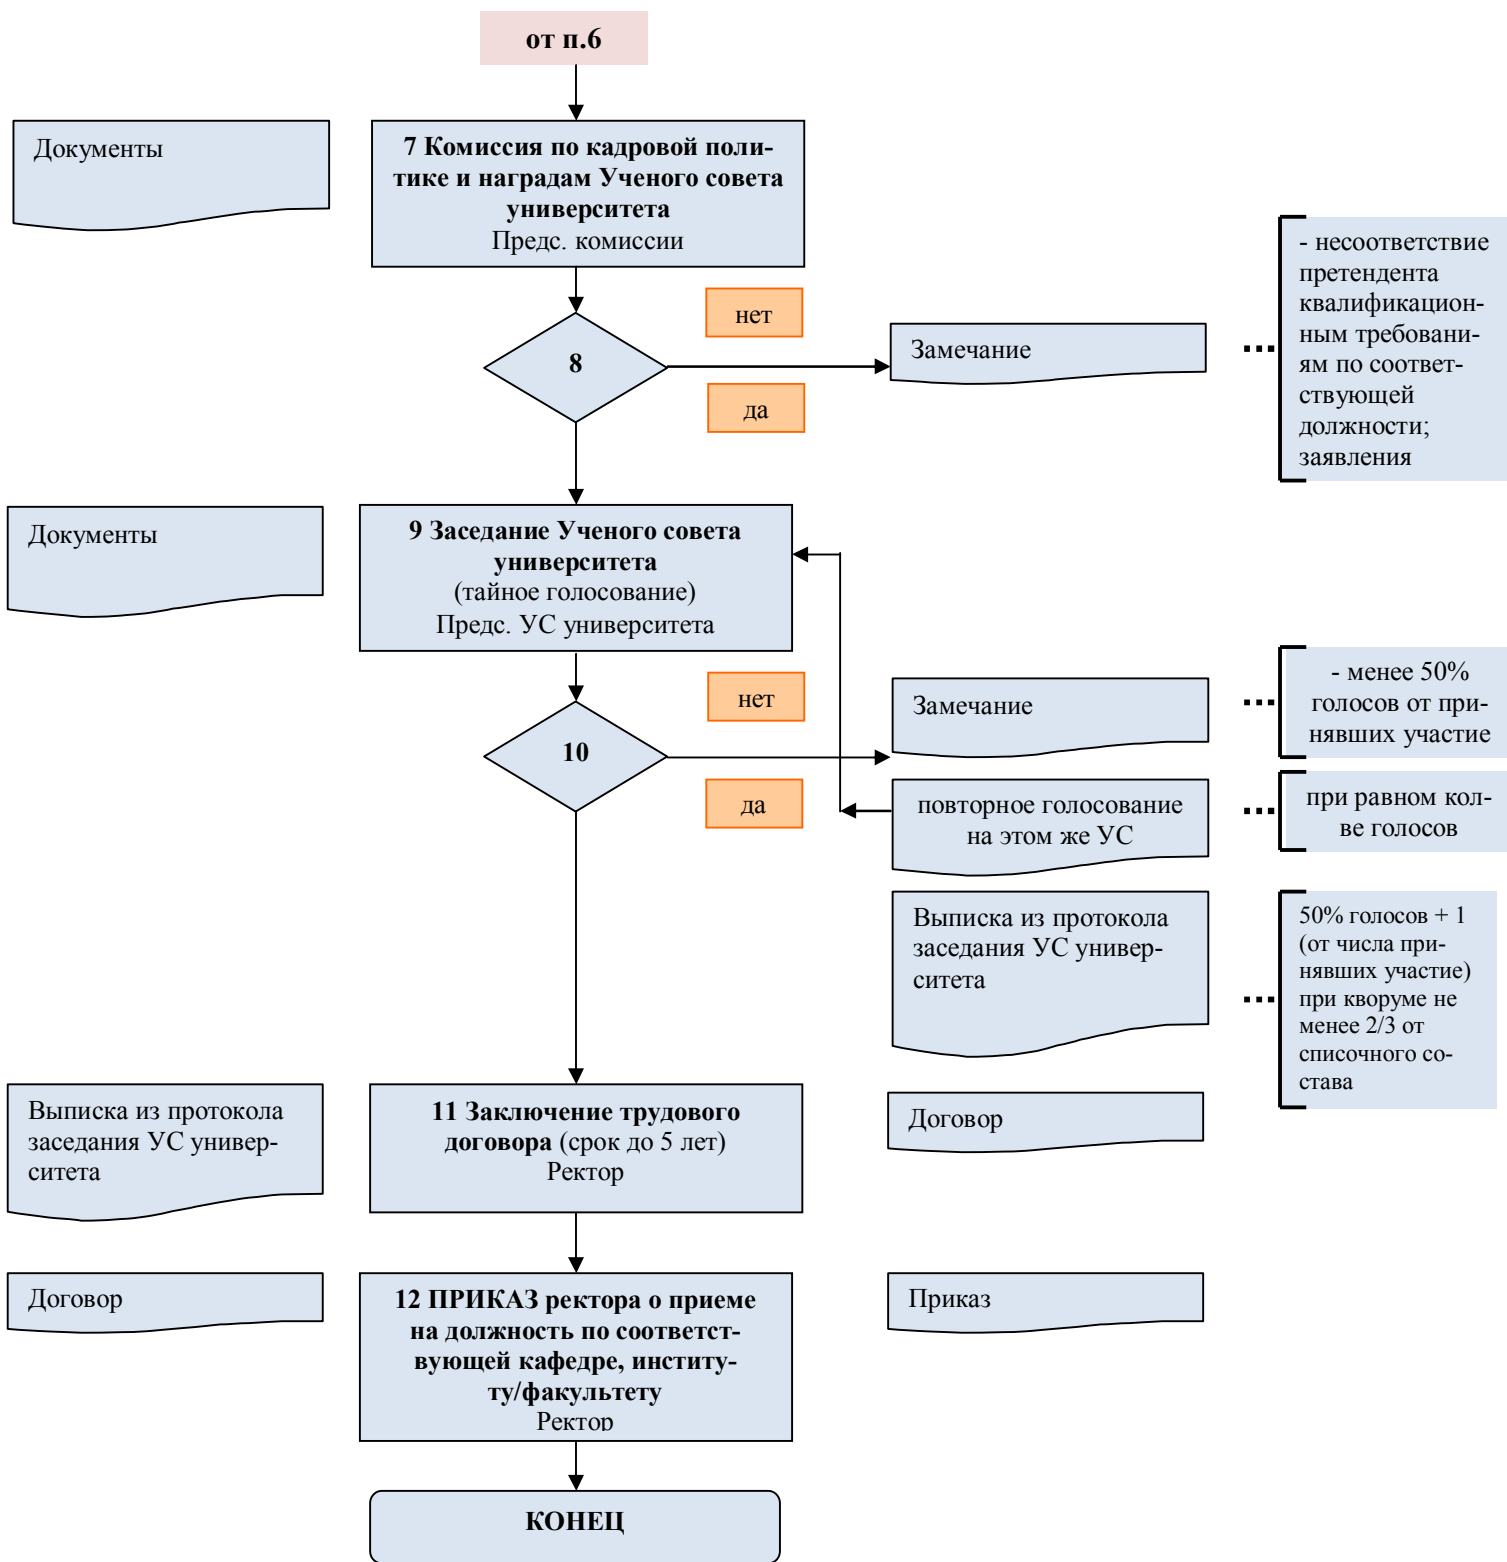 от п.6
Документы
7 Комиссия по кадровой поли-
тике и наградам Ученого совета
университета
Предс. комиссии
- несоответствие
претендента
квалификацион-
ным требовани-
ям по соответ-
ствующей
должности;
заявления
нет
8
Замечание
да
Документы
9 Заседание Ученого совета
университета
(тайное голосование)
Предс. УС университета
нет
Замечание
- менее 50%
голосов от при-
нявших участие
10
да
повторное голосование
на этом же УС
при равном кол-
ве голосов
Выписка из протокола
заседания УС универ-
ситета
50% голосов + 1
(от числа при-
нявших участие)
при кворуме не
менее 2/3 от
списочного со-
става
Выписка из протокола
заседания УС универ-
ситета
11 Заключение трудового
договора (срок до 5 лет)
Ректор
Договор
Договор
12 ПРИКАЗ ректора о приеме
на должность по соответст-
вующей кафедре, институ-
ту/факультету
Ректор
Приказ
КОНЕЦ